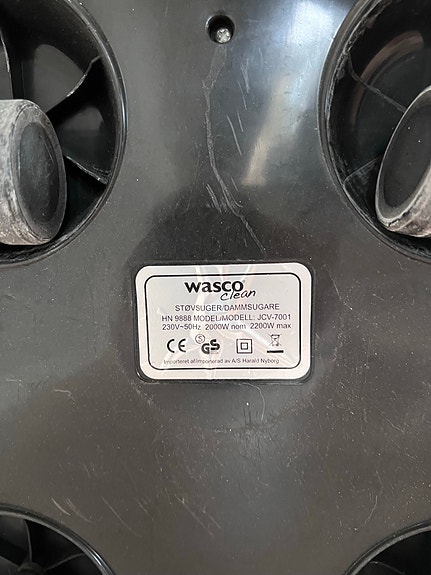 wasco
clean
STØVSUGER/DAMMSUGARE
HN 9888 MODEL/MODELL: JCV-7001
230V~50Hz 2000W nom 2200W max
CE S GS
Importeret af/Importerad av A/S Harald Nyborg